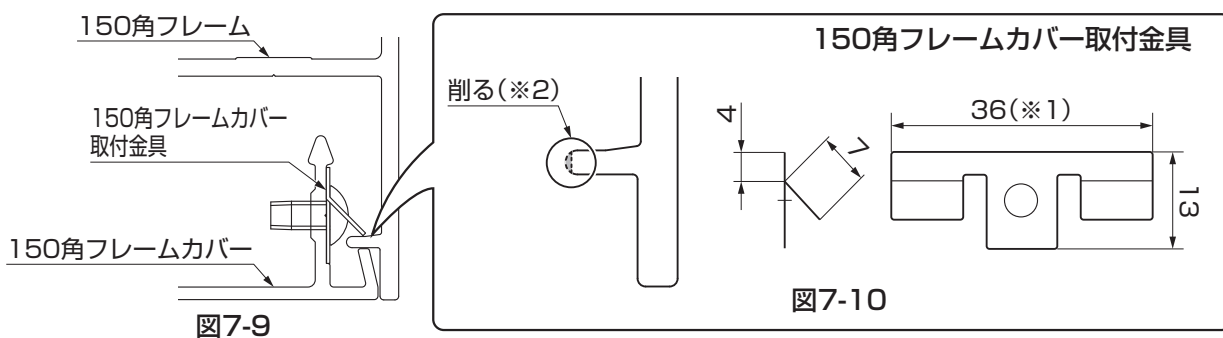 150角フレーム
150角フレームカバー
取付金具
150角フレームカバー
図7-9
150角フレームカバー取付金具
削る(※2)
4
7
36(※1)
13
図7-10